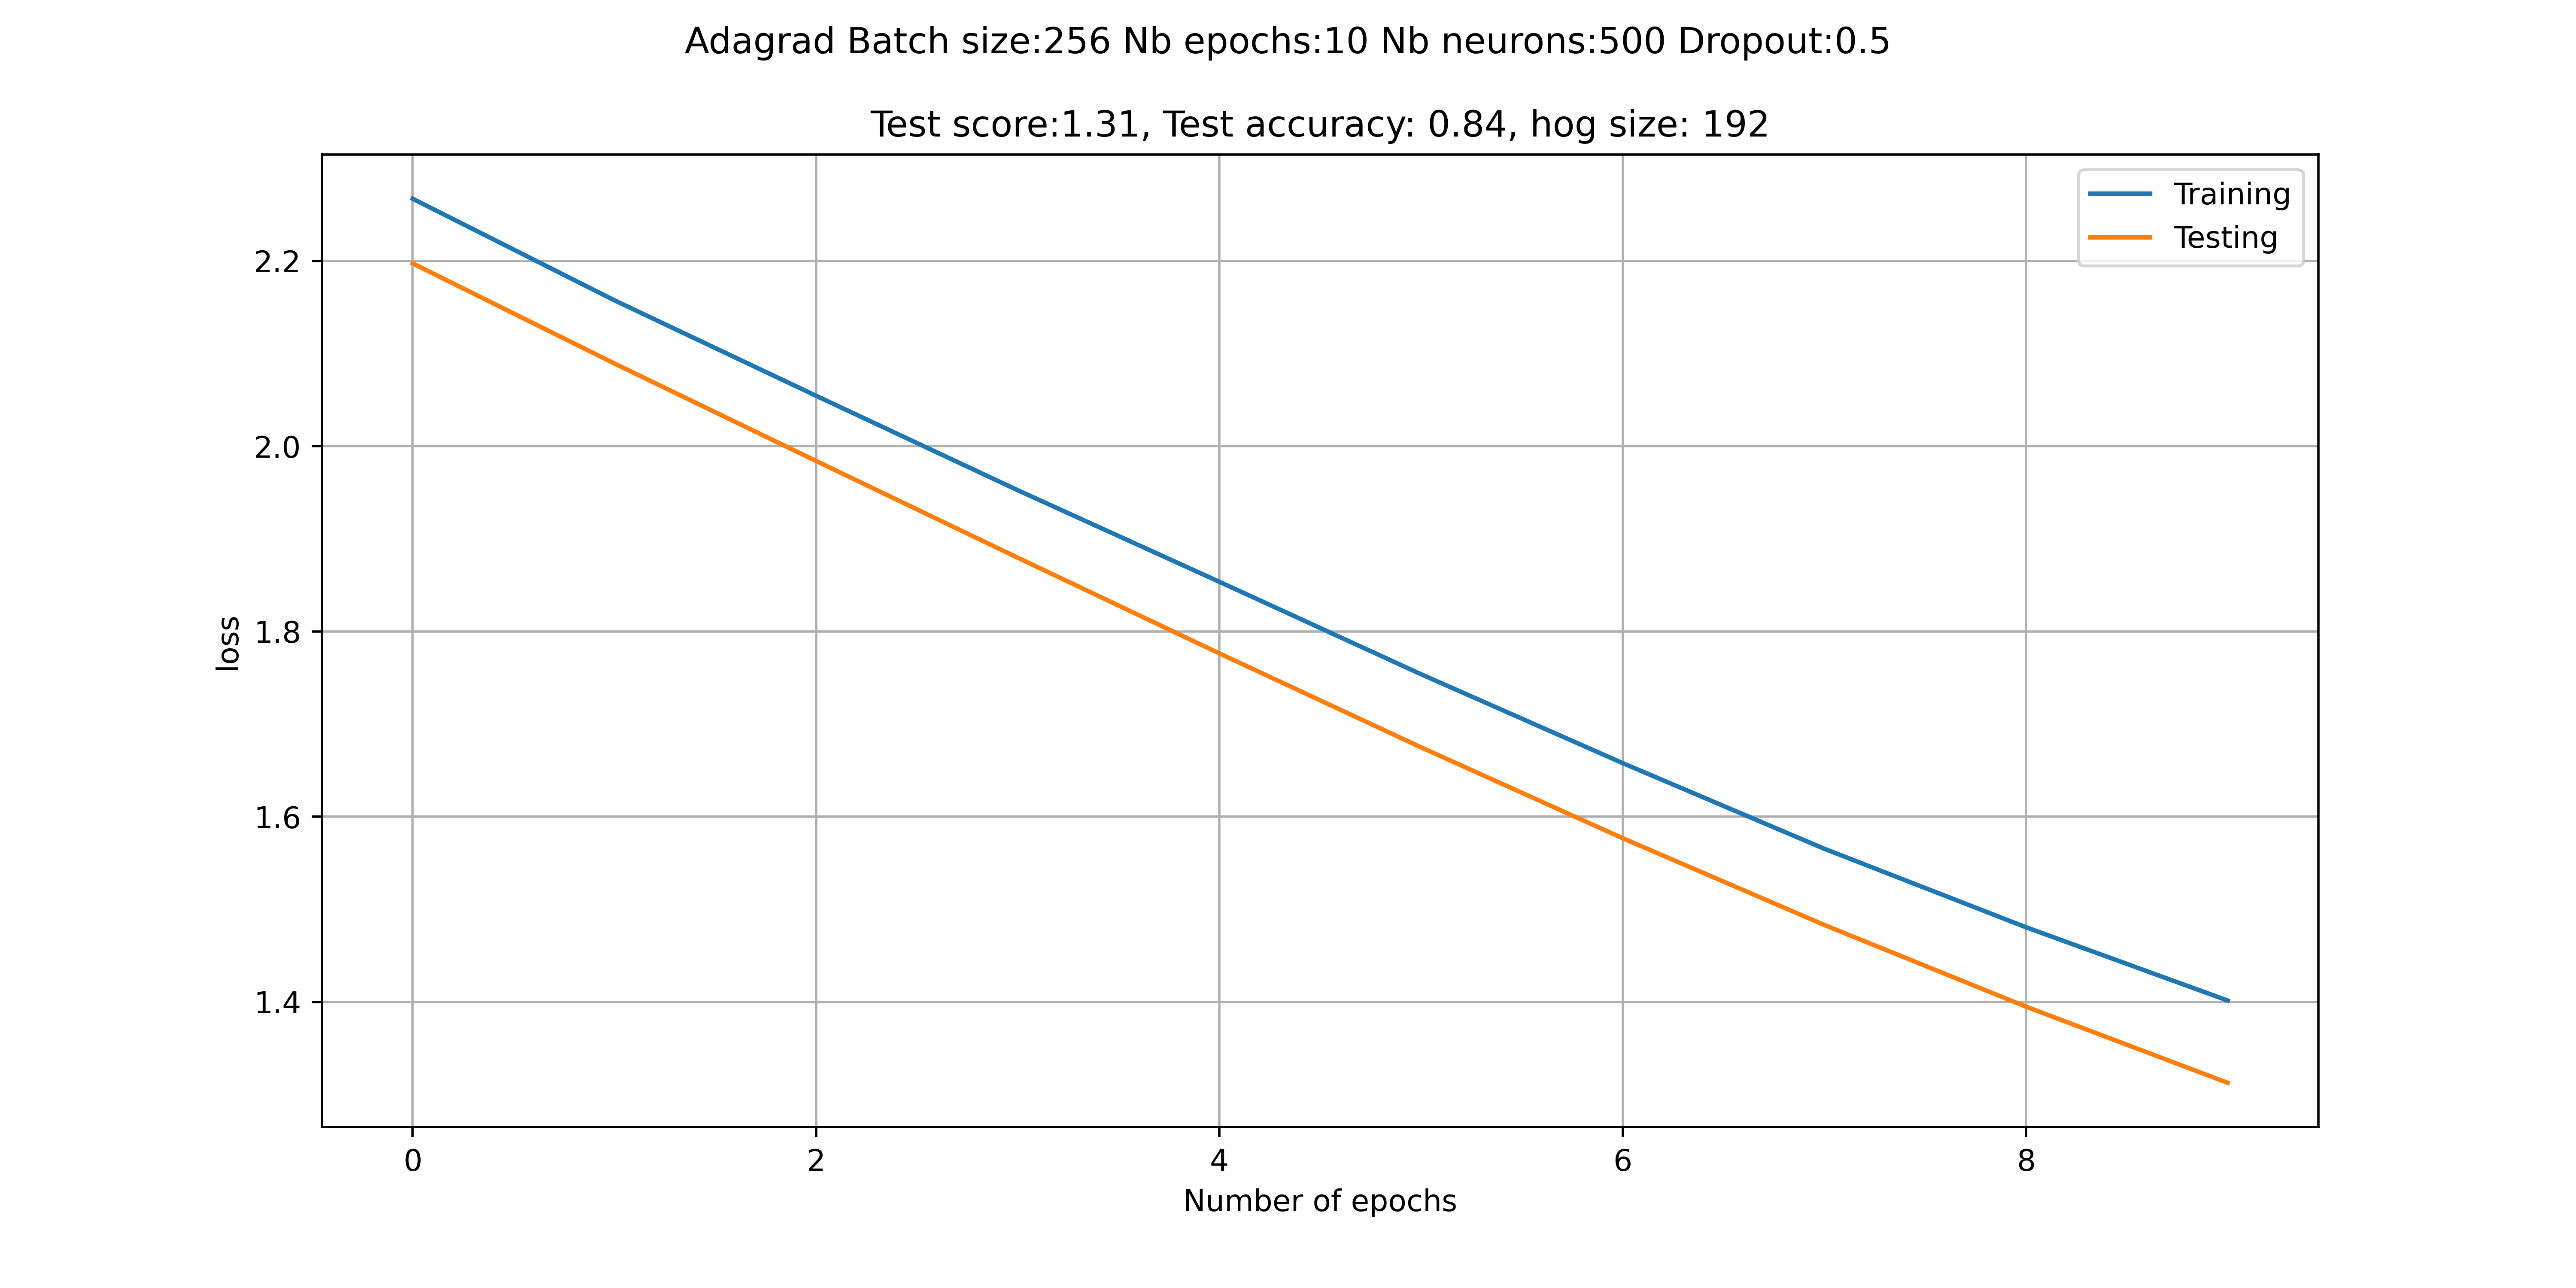 Adagrad Batch size:256 Nb epochs:10 Nb neurons:500 Dropout:0.5
Test score:1.31, Test accuracy: 0.84, hog size: 192
Training
Testing
2.2
2.0
1.8
1.6
1.4
loss
0 2 4 6 8
Number of epochs